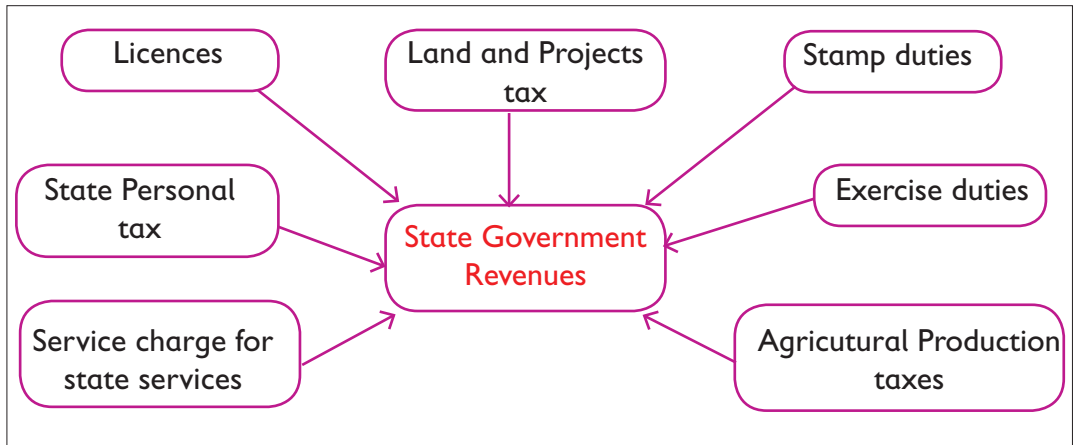 Licences
Land and Projects
tax
Stamp duties
State Personal
tax
Exercise duties
State Government
Revenues
Service charge for
state services
Agricutural Production
taxes